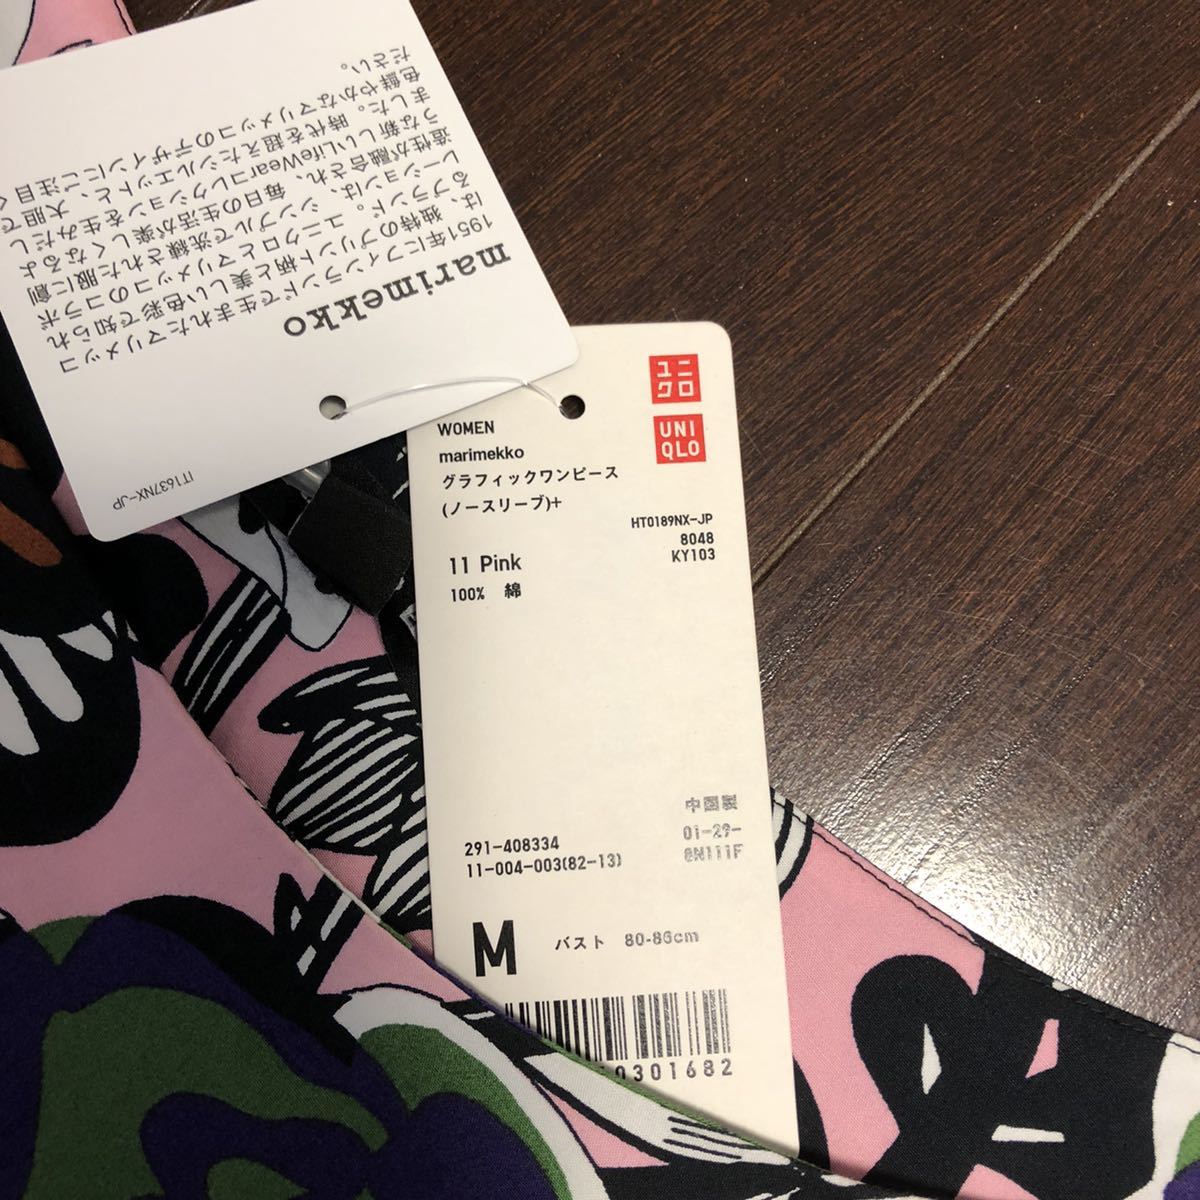 marimekko
1951年にフィンランドで生まれたマリメッコ
は、独特のプリント柄と美しい色彩で知られ
るブランド。ユニクロとマリメッコのコラボ
レーションは、シンプルで洗練された服に創
造性が融合され、毎日の生活が楽しくなるよ
うな新しいLifeWearコレクションを生みだし
ました。時代を超えたシルエットと、大胆で
色鮮やかなマリメッコのデザインにご注目く
ださい。
IT1637NX-JP
ユニ
クロ
UNI
QLO
WOMEN
marimekko
グラフィックワンピース
(ノースリーブ)+
HT0189NX-JP
8048
KY103
11 Pink
100% 綿
中国製
01-29-
8N111F
291-408334
11-004-003(82-13)
M バスト 80-86cm
0301682